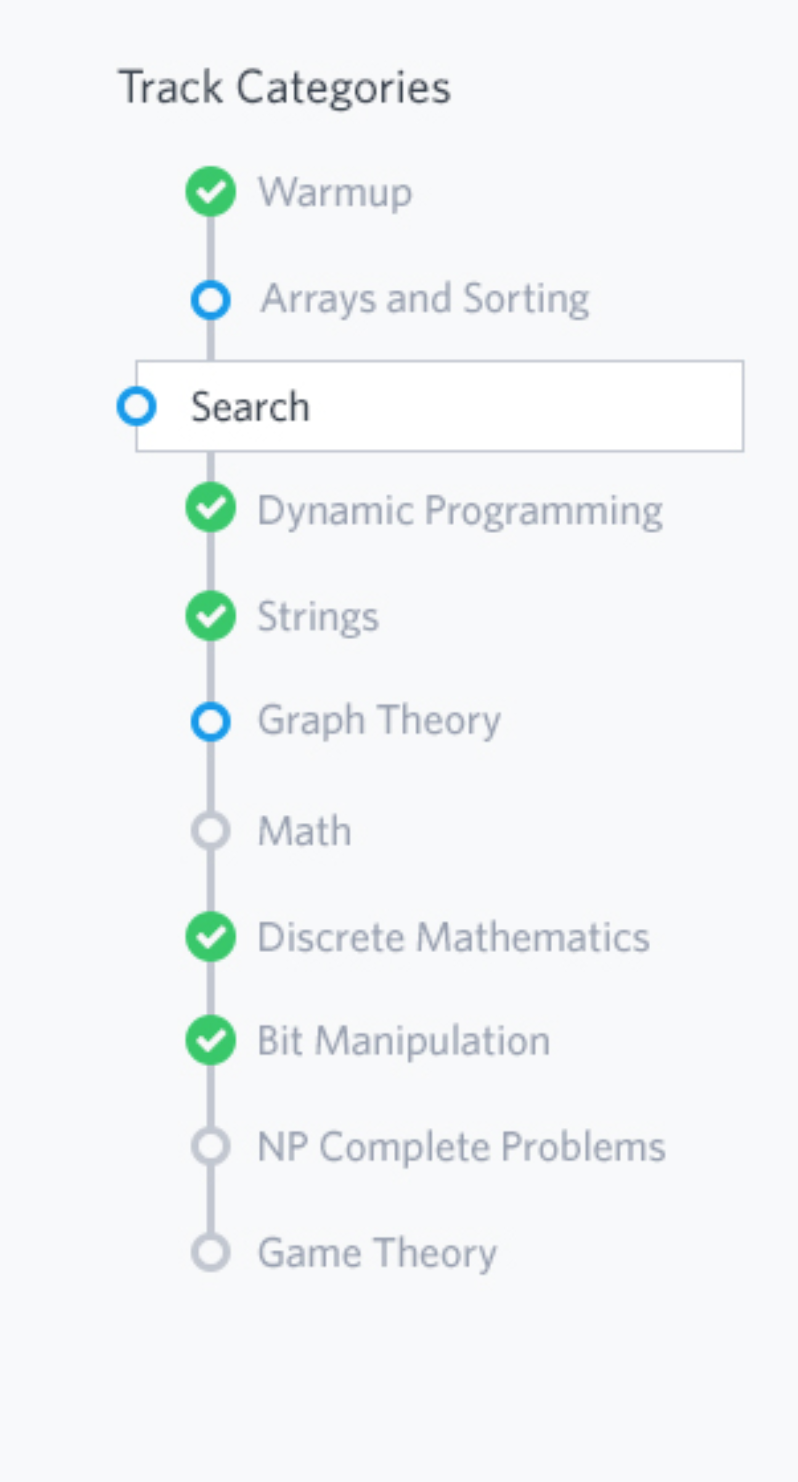 Track Categories
Warmup
Arrays and Sorting
Search
Dynamic Programming
Strings
Graph Theory
Math
Discrete Mathematics
Bit Manipulation
NP Complete Problems
Game Theory